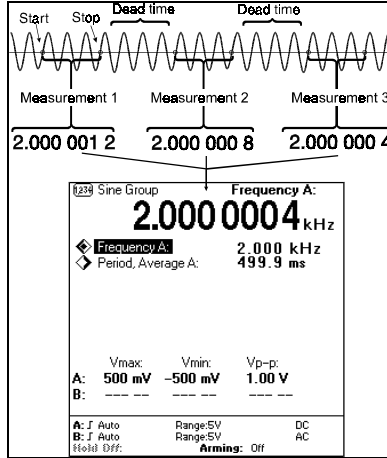 Start Stop Dead time Dead time
Measurement 1 Measurement 2 Measurement 3
2.000 001 2 2.000 000 8 2.000 000 4
1234 Sine Group Frequency A:
2.000 0004 kHz
Frequency A: 2.000 kHz
Period, Average A: 499.9 ms
Vmax: Vmin: Vp-p:
A: 500 mV -500 mV 1.00 V
B: --- -- --- -- --- --
A: ∫ Auto Range:5V DC
B: ∫ Auto Range:5V AC
Hold Off: Arming: Off